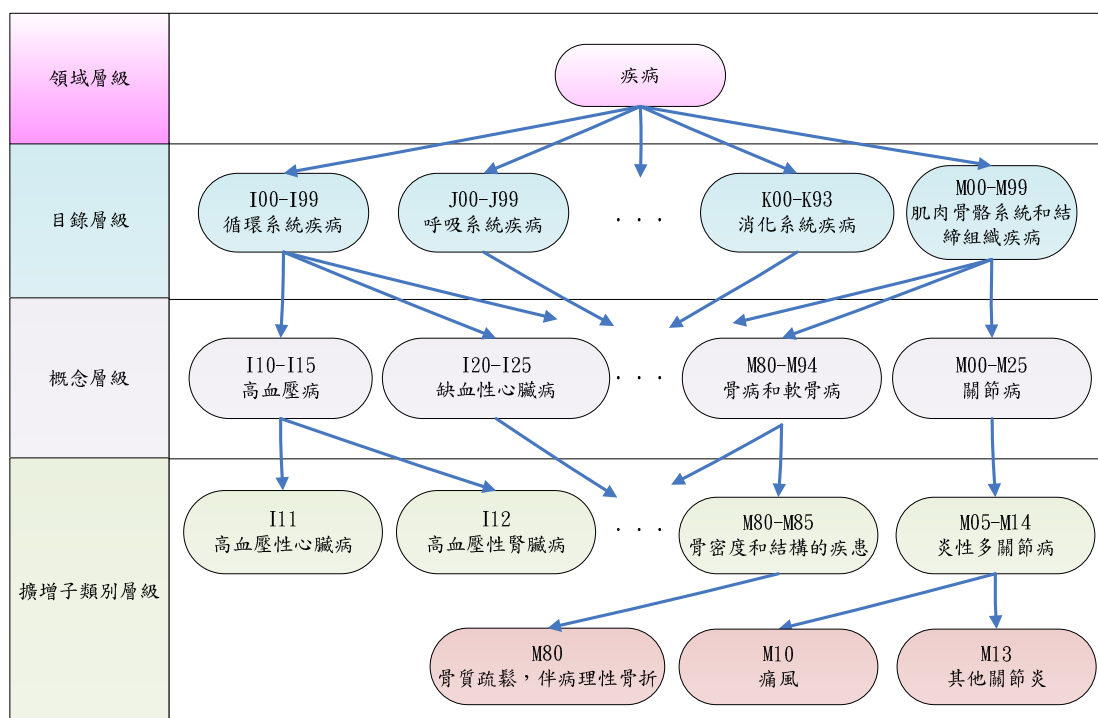 領域層級
疾病
目錄層級
I00-I99
循環系統疾病
J00-J99
呼吸系統疾病
· · ·
K00-K93
消化系統疾病
M00-M99
肌肉骨骼系統和結
締組織疾病
概念層級
I10-I15
高血壓病
I20-I25
缺血性心臟病
· · ·
M80-M94
骨病和軟骨病
M00-M25
關節病
擴增子類別層級
I11
高血壓性心臟病
I12
高血壓性腎臟病
· · ·
M80-M85
骨密度和結構的疾患
M05-M14
炎性多關節病
M80
骨質疏鬆，伴病理性骨折
M10
痛風
M13
其他關節炎